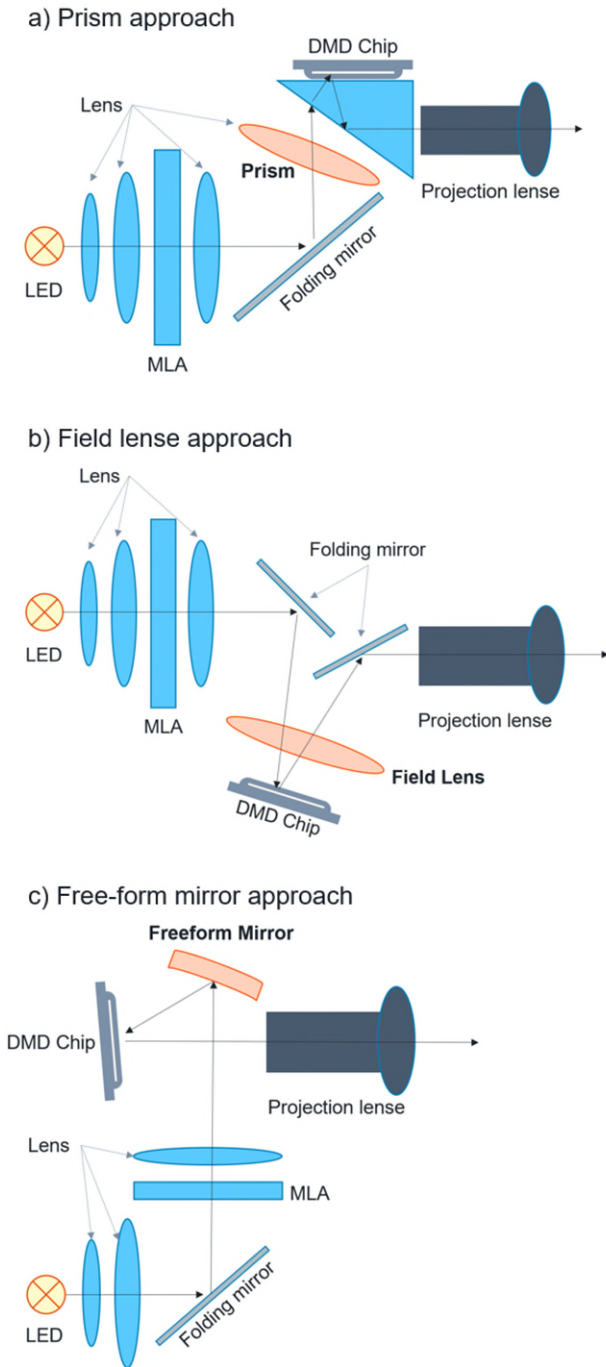 a) Prism approach
DMD Chip
Lens
Prism
Projection lense
Folding mirror
LED
MLA
b) Field lense approach
Lens
Folding mirror
LED
Projection lense
MLA
Field Lens
DMD Chip
c) Free-form mirror approach
Freeform Mirror
DMD Chip
Projection lense
Lens
MLA
Folding mirror
LED